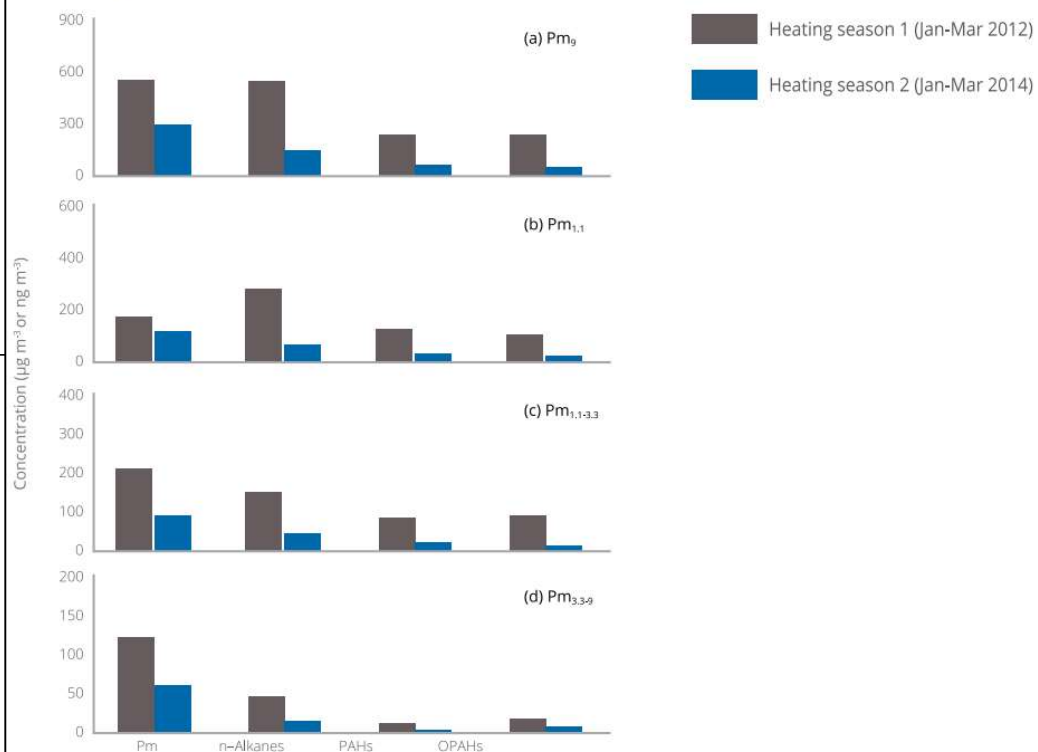 900
600
300
0
(a) Pm₉
Heating season 1 (Jan-Mar 2012)
Heating season 2 (Jan-Mar 2014)
600
400
200
0
(b) Pm₁.₁
Concentration (µg m⁻³ or ng m⁻³)
400
300
200
100
0
(c) Pm₁.₁₋₃.₃
200
150
100
50
0
(d) Pm₃.₃₋₉
Pm n–Alkanes PAHs OPAHs